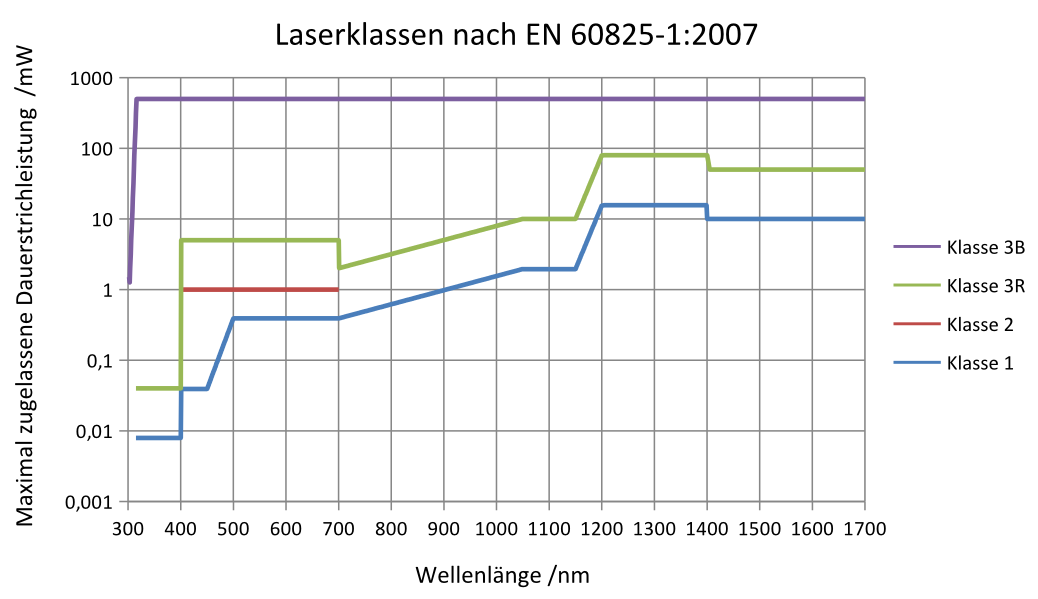 Laserklassen nach EN 60825-1:2007
Maximal zugelassene Dauerstrichleistung /mW
1000
100
10
1
0,1
0,01
0,001
300 400 500 600 700 800 900 1000 1100 1200 1300 1400 1500 1600 1700
Wellenlänge /nm
Klasse 3B
Klasse 3R
Klasse 2
Klasse 1